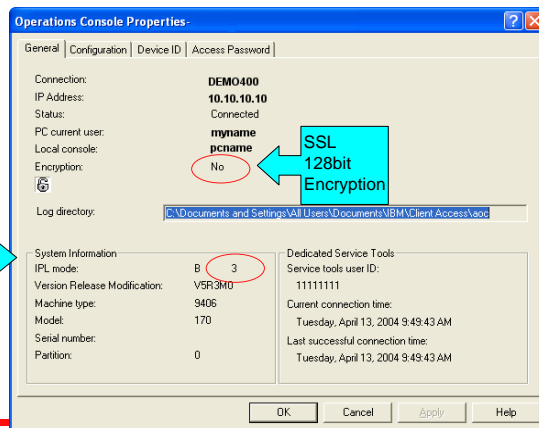 Operations Console Properties-
General Configuration Device ID Access Password
Connection: DEMO400
IP Address: 10.10.10.10
Status: Connected
PC current user: myname
Local console: pcname
Encryption: No
SSL
128bit
Encryption
Log directory: C:\Documents and Settings\All Users\Documents\IBM\Client Access\aoc
System Information
IPL mode: B 3
Version Release Modification: V5R3M0
Machine type: 9406
Model: 170
Serial number:
Partition: 0
Dedicated Service Tools
Service tools user ID:
11111111
Current connection time:
Tuesday, April 13, 2004 9:49:43 AM
Last successful connection time:
Tuesday, April 13, 2004 9:49:43 AM
OK Cancel Apply Help